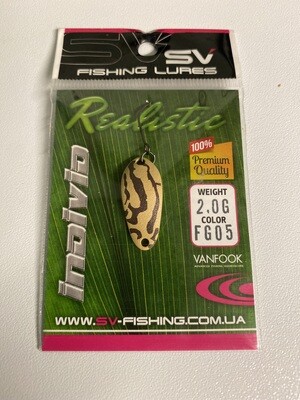 SV SV
FISHING LURES
Realistic
100%
Premium
Quality
WEIGHT
2.0G
COLOR
FG05
VANFOOK
individ
WWW.SV-FISHING.COM.UA